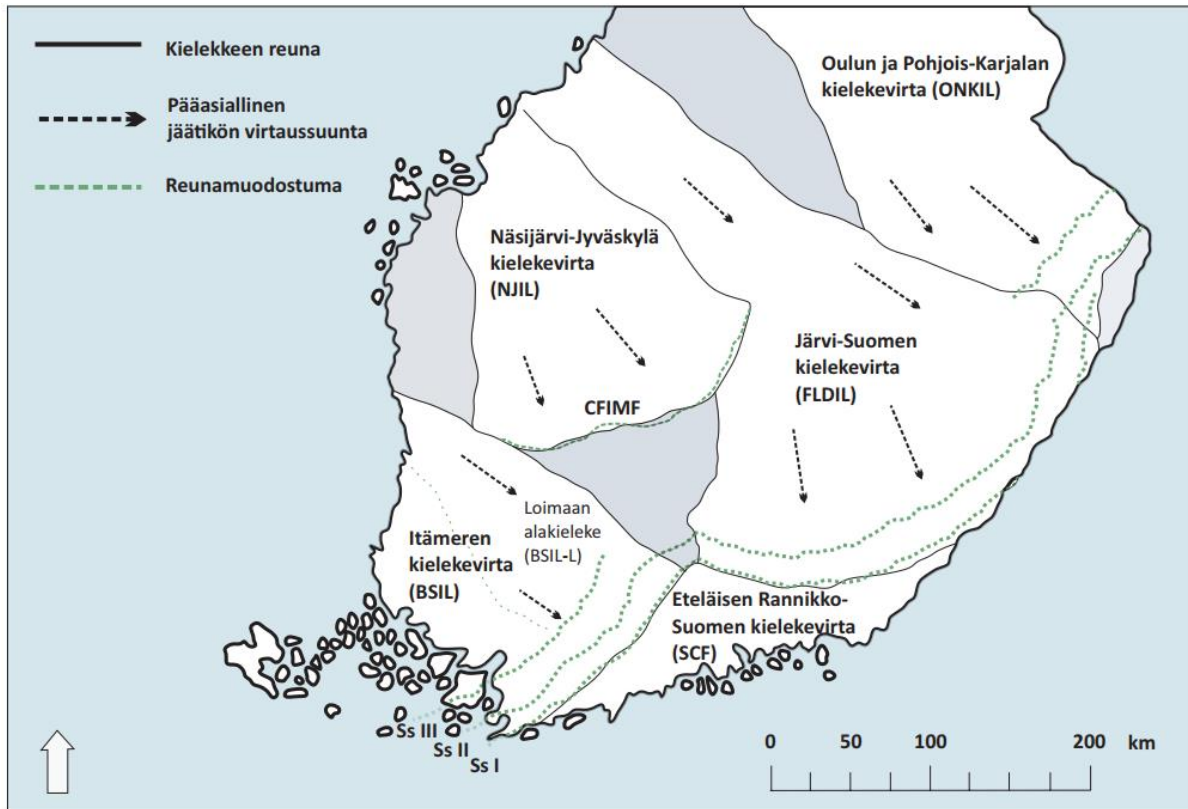 Kielekkeen reuna
Pääasiallinen
jäätikön virtaussuunta
Reunamuodostuma
Oulun ja Pohjois-Karjalan
kielekevirta (ONKIL)
Näsijärvi-Jyväskylä
kielekevirta
(NJIL)
Järvi-Suomen
kielekevirta
(FLDIL)
CFIMF
Loimaan
alakieleke
(BSIL-L)
Itämeren
kielekevirta
(BSIL)
Eteläisen Rannikko-
Suomen kielekevirta
(SCF)
Ss III
Ss II
Ss I
0 50 100 200 km